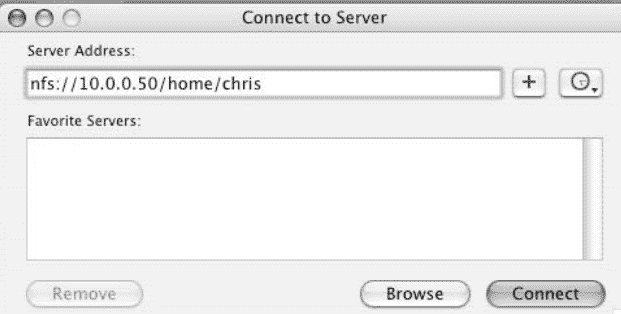 Connect to Server
Server Address:
nfs://10.0.0.50/home/chris
Favorite Servers:
Remove
Browse
Connect